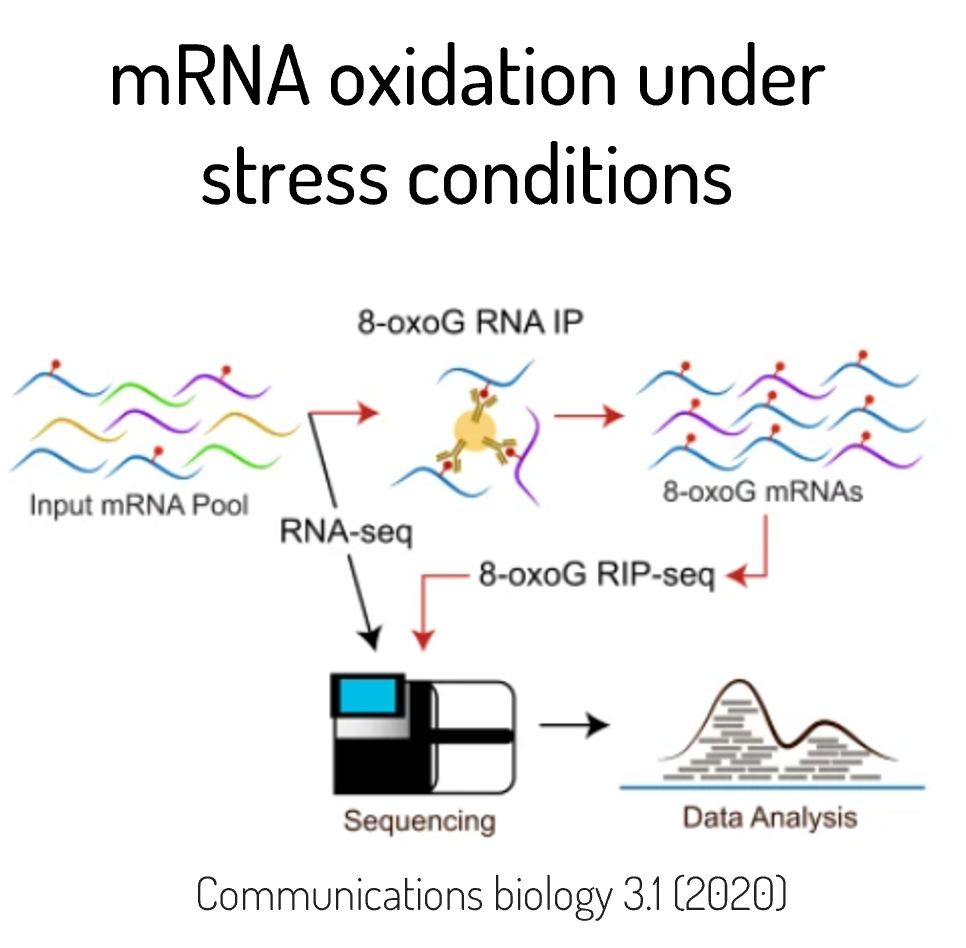 mRNA oxidation under
stress conditions
8-oxoG RNA IP
Input mRNA Pool
8-oxoG mRNAs
RNA-seq
8-oxoG RIP-seq
Sequencing
Data Analysis
Communications biology 3.1 (2020)